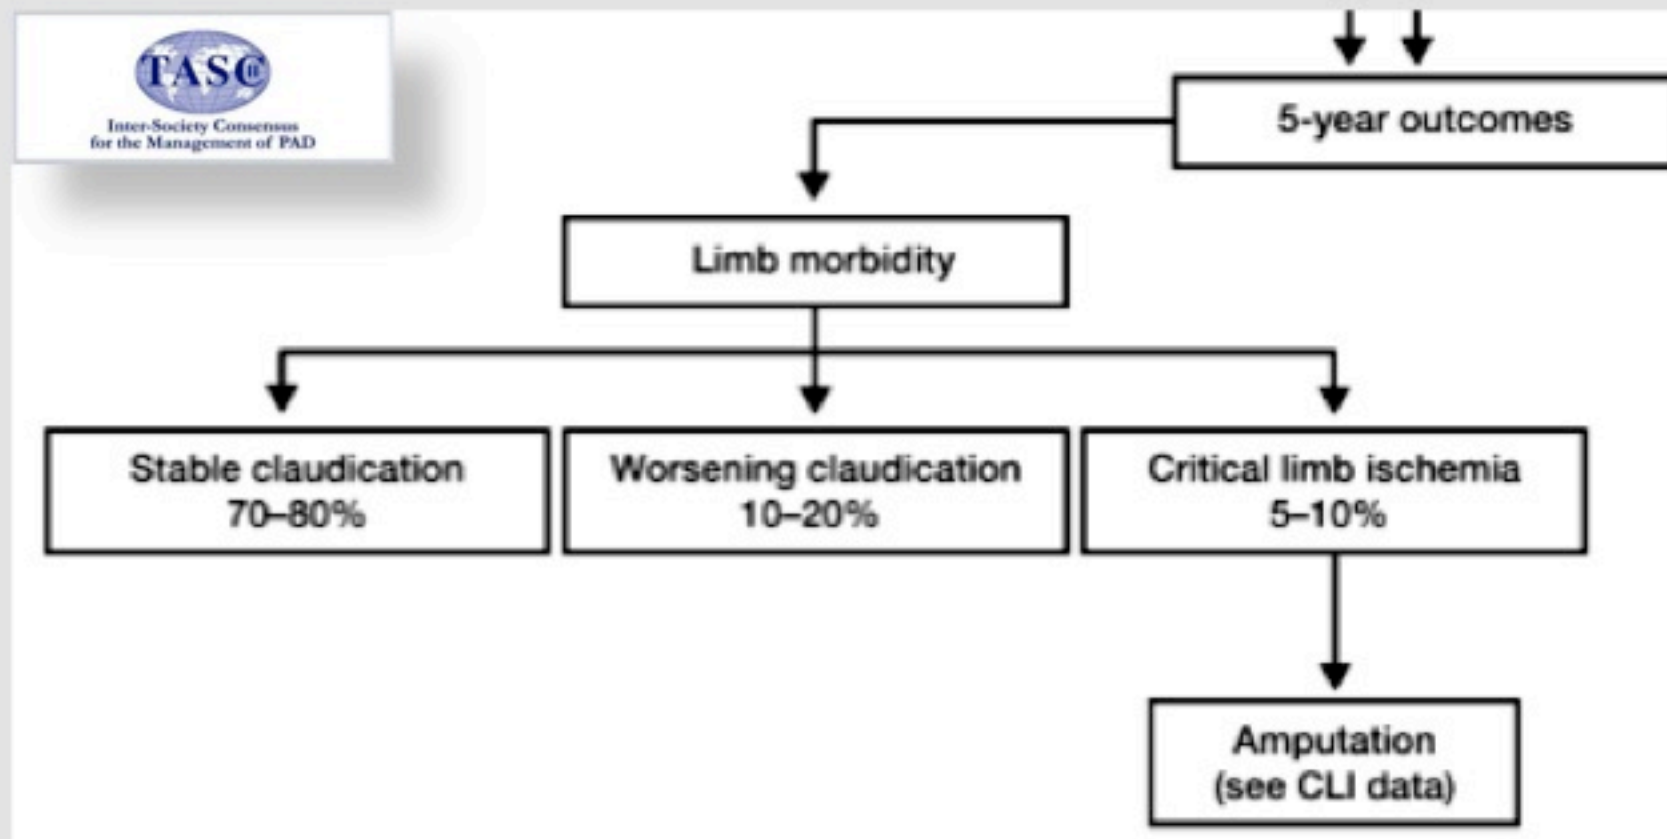 TASC II
Inter-Society Consensus
for the Management of PAD
5-year outcomes
Limb morbidity
Stable claudication
70–80%
Worsening claudication
10–20%
Critical limb ischemia
5–10%
Amputation
(see CLI data)